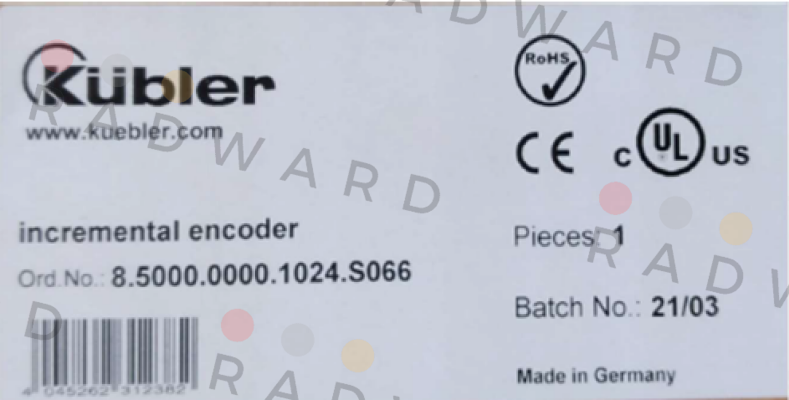 Kübler
www.kuebler.com
RoHS
CE
c UL US
incremental encoder
Ord.No.: 8.5000.0000.1024.S066
4 045262 312382
Pieces: 1
Batch No.: 21/03
Made in Germany
RADWARD
RADWARD
RADW
D
RADWARD